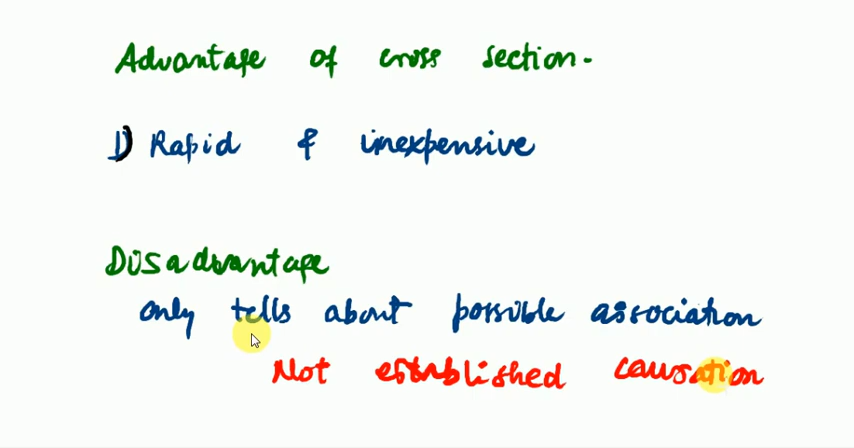 Advantage of cross section.
1) Rapid & inexpensive
Disadvantage
only tells about possible association
Not established causation